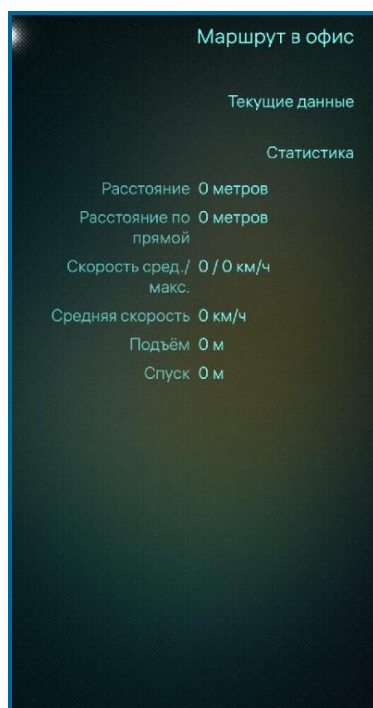 Маршрут в офис
Текущие данные
Статистика
Расстояние 0 метров
Расстояние по 0 метров
прямой
Скорость сред./ 0 / 0 км/ч
макс.
Средняя скорость 0 км/ч
Подъём 0 м
Спуск 0 м